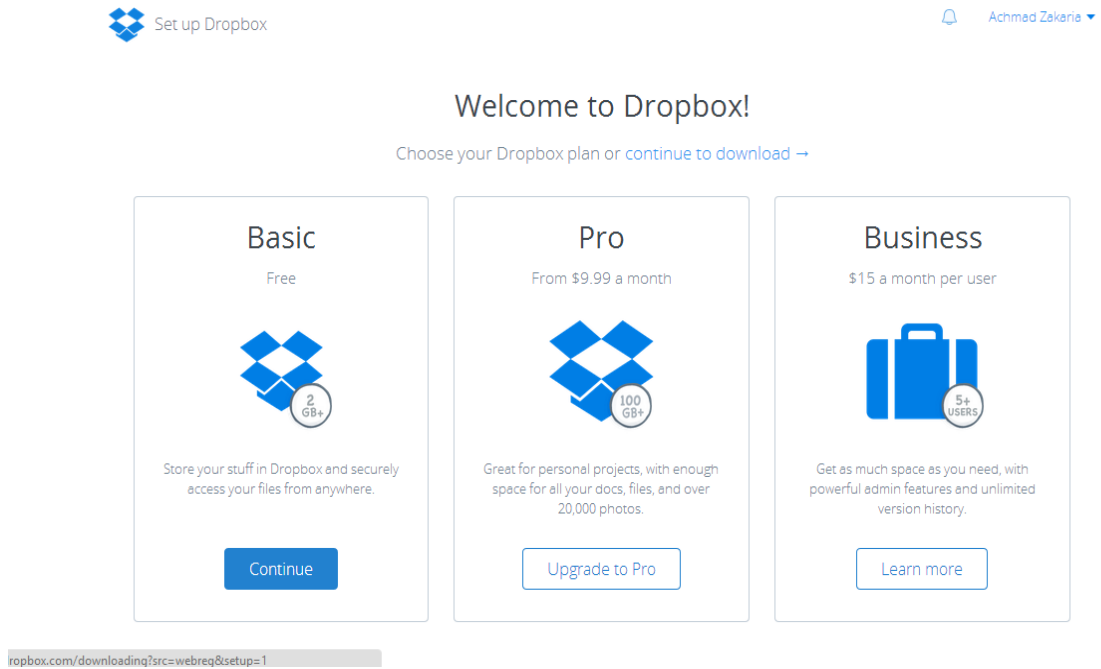 Set up Dropbox
Achmad Zakaria
Welcome to Dropbox!
Choose your Dropbox plan or continue to download →
Basic
Free
2
GB+
Store your stuff in Dropbox and securely
access your files from anywhere.
Continue
Pro
From $9.99 a month
100
GB+
Great for personal projects, with enough
space for all your docs, files, and over
20,000 photos.
Upgrade to Pro
Business
$15 a month per user
5+
USERS
Get as much space as you need, with
powerful admin features and unlimited
version history.
Learn more
ropbox.com/downloading?src=webreq&setup=1